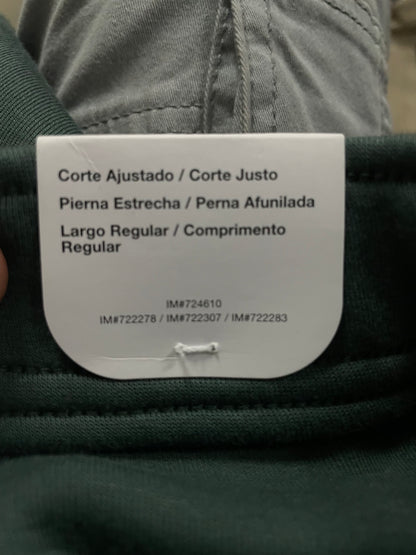 Corte Ajustado / Corte Justo
Pierna Estrecha / Perna Afunilada
Largo Regular / Comprimento
Regular
IM#724610
IM#722278 / IM#722307 / IM#722283